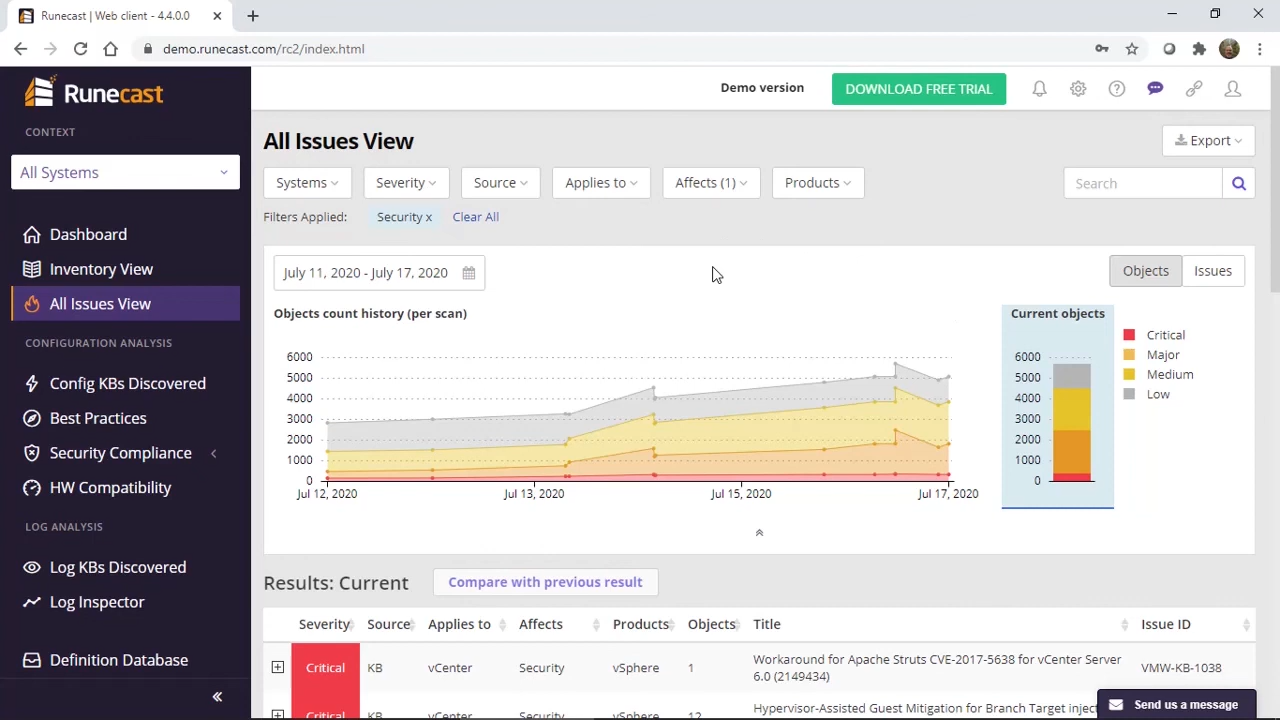 Runecast | Web client - 4.4.0.0
demo.runecast.com/rc2/index.html
Runecast
CONTEXT
All Systems
Dashboard
Inventory View
All Issues View
CONFIGURATION ANALYSIS
Config KBs Discovered
Best Practices
Security Compliance
HW Compatibility
LOG ANALYSIS
Log KBs Discovered
Log Inspector
Definition Database
Demo version DOWNLOAD FREE TRIAL
All Issues View Export
Systems Severity Source Applies to Affects (1) Products Search
Filters Applied: Security x Clear All
July 11, 2020 - July 17, 2020 Objects Issues
Objects count history (per scan) Current objects
6000
5000
4000
3000
2000
1000
0
Jul 12, 2020 Jul 13, 2020 Jul 15, 2020 Jul 17, 2020
6000
5000
4000
3000
2000
1000
0
Critical
Major
Medium
Low
Results: Current Compare with previous result
Severity Source Applies to Affects Products Objects Title Issue ID
Critical KB vCenter Security vSphere 1 Workaround for Apache Struts CVE-2017-5638 for vCenter Server VMW-KB-1038
6.0 (2149434)
Critical KB vCenter Security vSphere 12 Hypervisor-Assisted Guest Mitigation for Branch Target inject
Send us a message